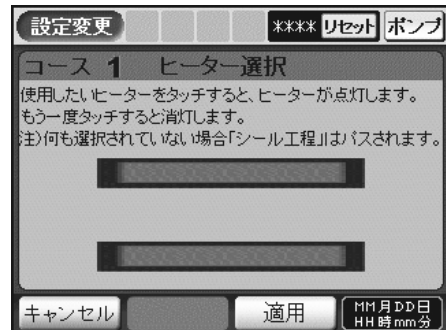 設定変更 **** リセット ポンプ
コース 1 ヒーター選択
使用したいヒーターをタッチすると、ヒーターが点灯します。
もう一度タッチすると消灯します。
注)何も選択されていない場合「シール工程」はパスされます。
キャンセル 適用 MM月DD日
HH時mm分